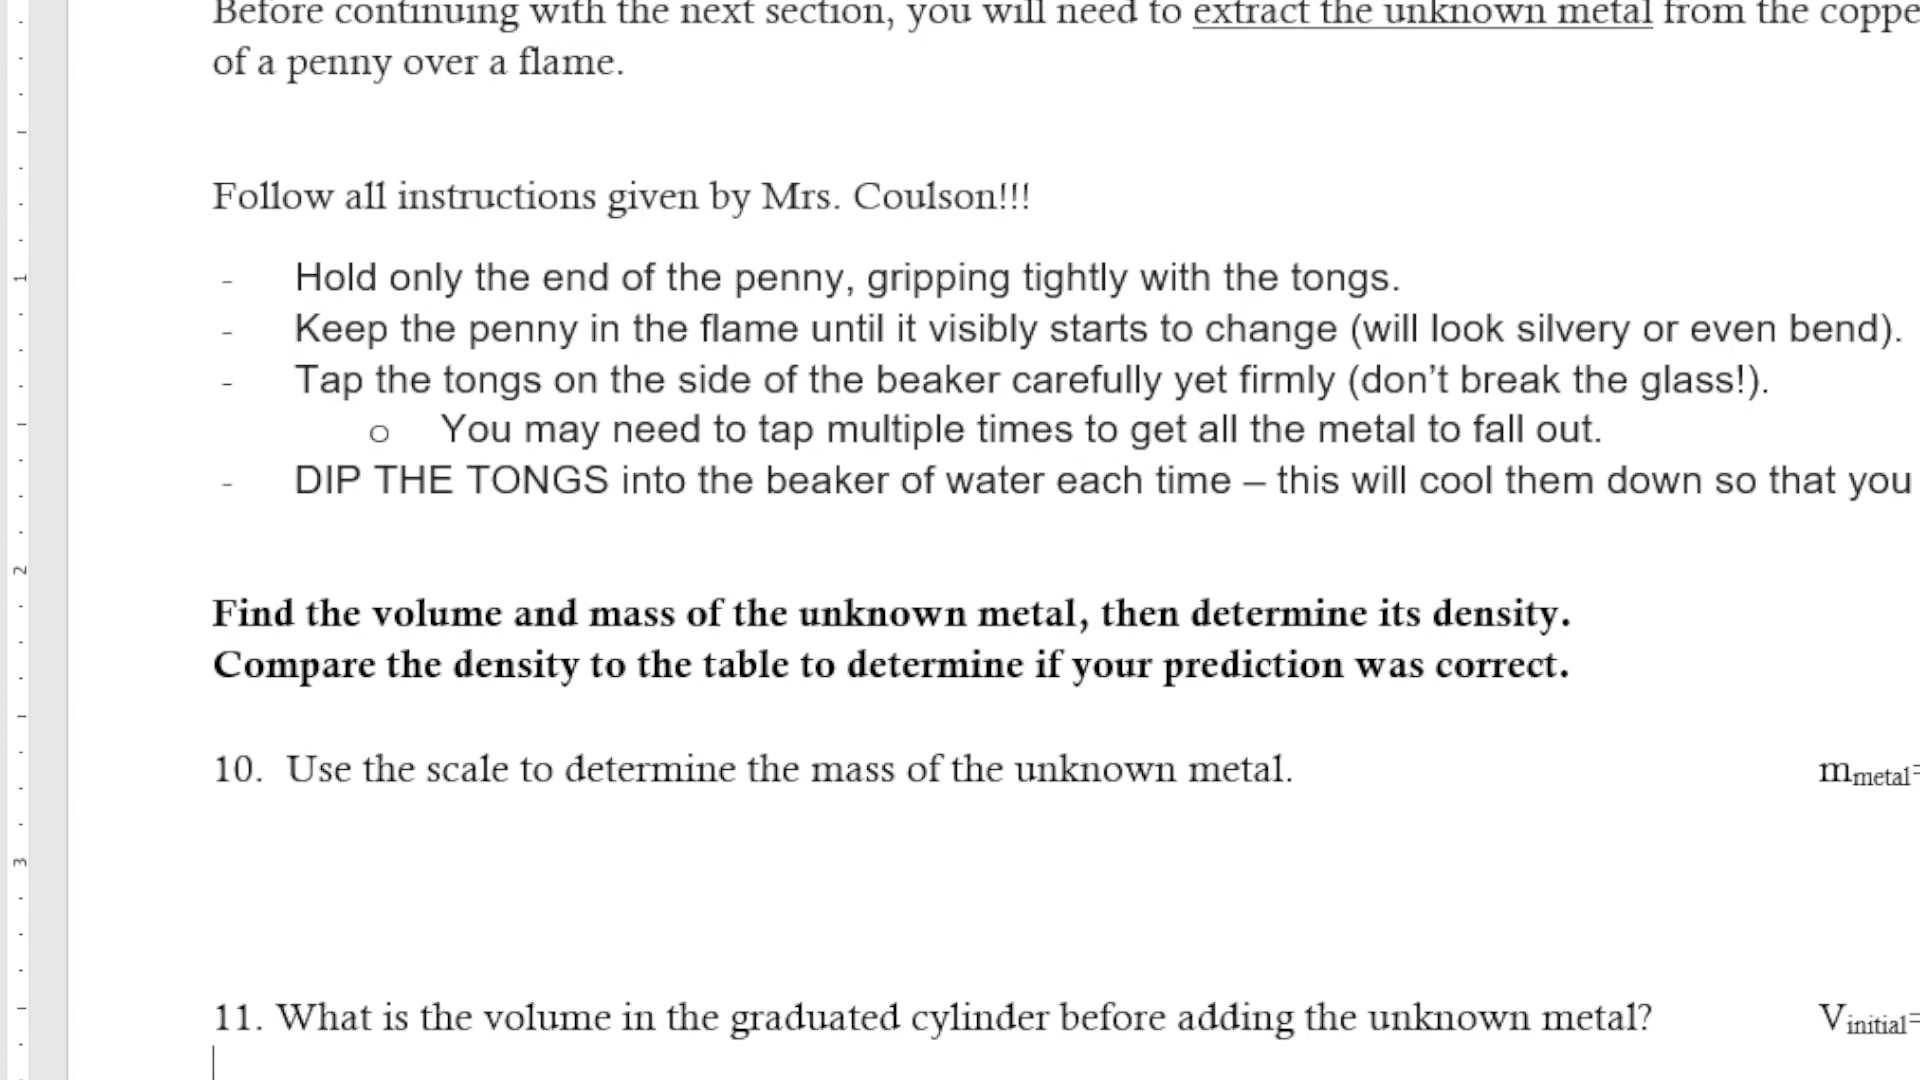 Before continuing with the next section, you will need to extract the unknown metal from the
of a penny over a flame.
Follow all instructions given by Mrs. Coulson!!!
- Hold only the end of the penny, gripping tightly with the tongs.
- Keep the penny in the flame until it visibly starts to change (will look silvery or even bend).
- Tap the tongs on the side of the beaker carefully yet firmly (don’t break the glass!).
o You may need to tap multiple times to get all the metal to fall out.
- DIP THE TONGS into the beaker of water each time – this will cool them down so that you
Find the volume and mass of the unknown metal, then determine its density.
Compare the density to the table to determine if your prediction was correct.
10. Use the scale to determine the mass of the unknown metal. mmetal=
11. What is the volume in the graduated cylinder before adding the unknown metal? Vinitial=
1
2
3